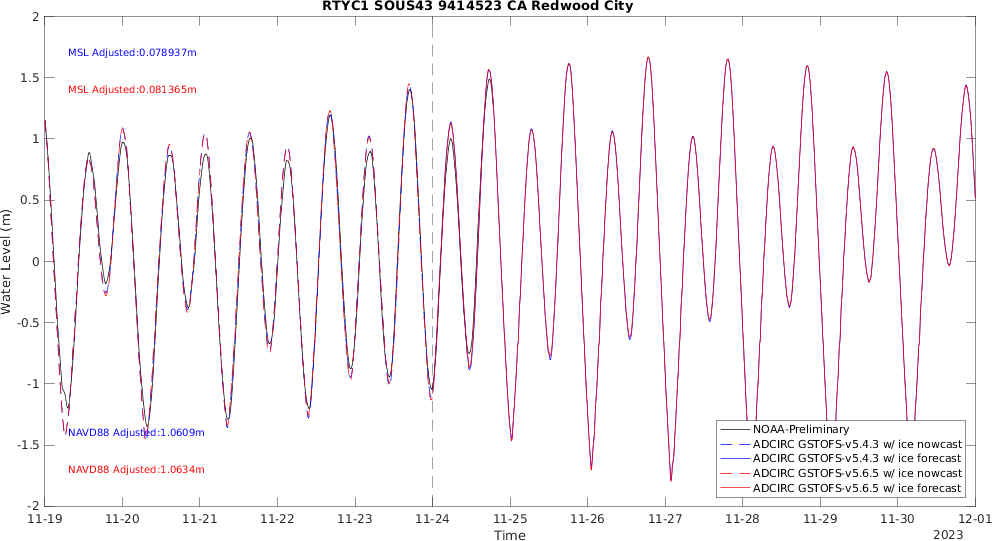 RTYC1 SOUS43 9414523 CA Redwood City
MSL Adjusted:0.078937m
MSL Adjusted:0.081365m
NAVD88 Adjusted:1.0609m
NAVD88 Adjusted:1.0634m
Water Level (m)
2
1.5
1
0.5
0
-0.5
-1
-1.5
-2
NOAA-Preliminary
ADCIRC GSTOFS-v5.4.3 w/ ice nowcast
ADCIRC GSTOFS-v5.4.3 w/ ice forecast
ADCIRC GSTOFS-v5.6.5 w/ ice nowcast
ADCIRC GSTOFS-v5.6.5 w/ ice forecast
11-19 11-20 11-21 11-22 11-23 11-24 11-25 11-26 11-27 11-28 11-29 11-30 12-01
Time
2023